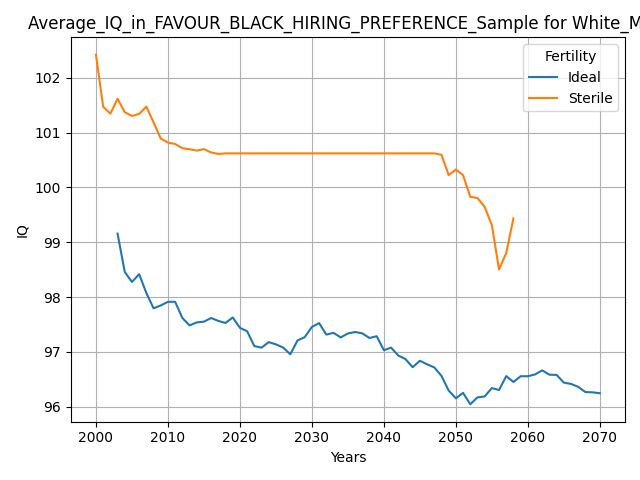 Average_IQ_in_FAVOUR_BLACK_HIRING_PREFERENCE_Sample for White_M
Fertility
Ideal
Sterile
102
101
100
99
98
97
96
IQ
2000 2010 2020 2030 2040 2050 2060 2070
Years